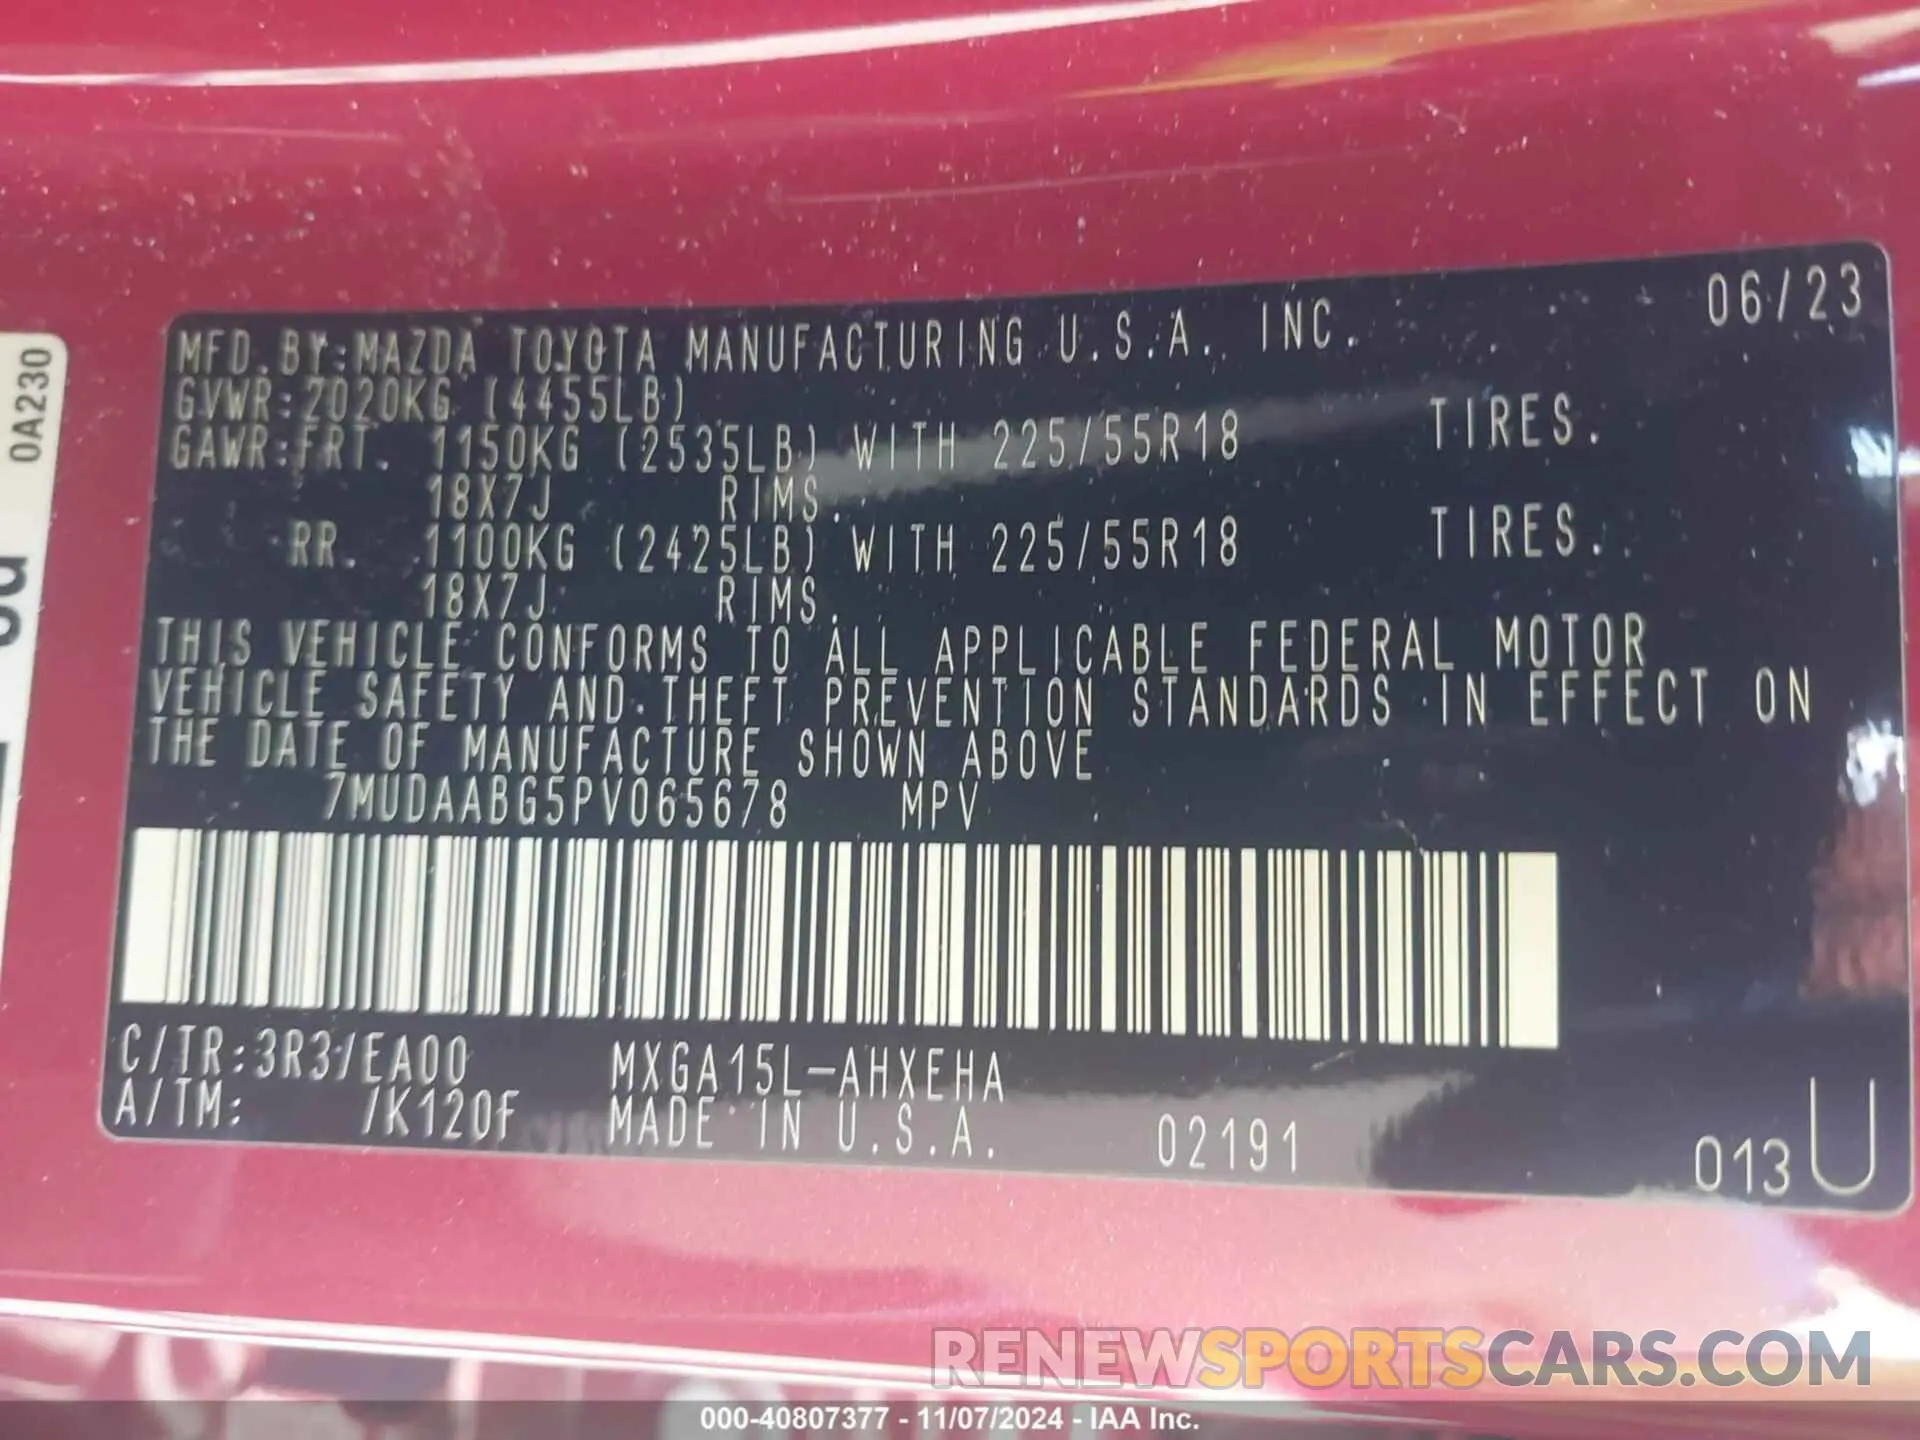 0A230
06/23
MFD.BY:MAZDA TOYOTA MANUFACTURING U.S.A. INC.
GVWR:2020KG (4455LB)
GAWR:FRT. 1150KG (2535LB) WITH 225/55R18 TIRES.
18X7J RIMS.
RR. 1100KG (2425LB) WITH 225/55R18 TIRES.
18X7J RIMS.
THIS VEHICLE CONFORMS TO ALL APPLICABLE FEDERAL MOTOR
VEHICLE SAFETY AND THEFT PREVENTION STANDARDS IN EFFECT ON
THE DATE OF MANUFACTURE SHOWN ABOVE
7MUDAABG5PV065678 MPV
C/TR:3R3/EA00 MXGA15L-AHXEHA
A/TM: /K120F MADE IN U.S.A. 02191 013 U
RENEWSPORTSCARS.COM
000-40807377 - 11/07/2024 - IAA Inc.